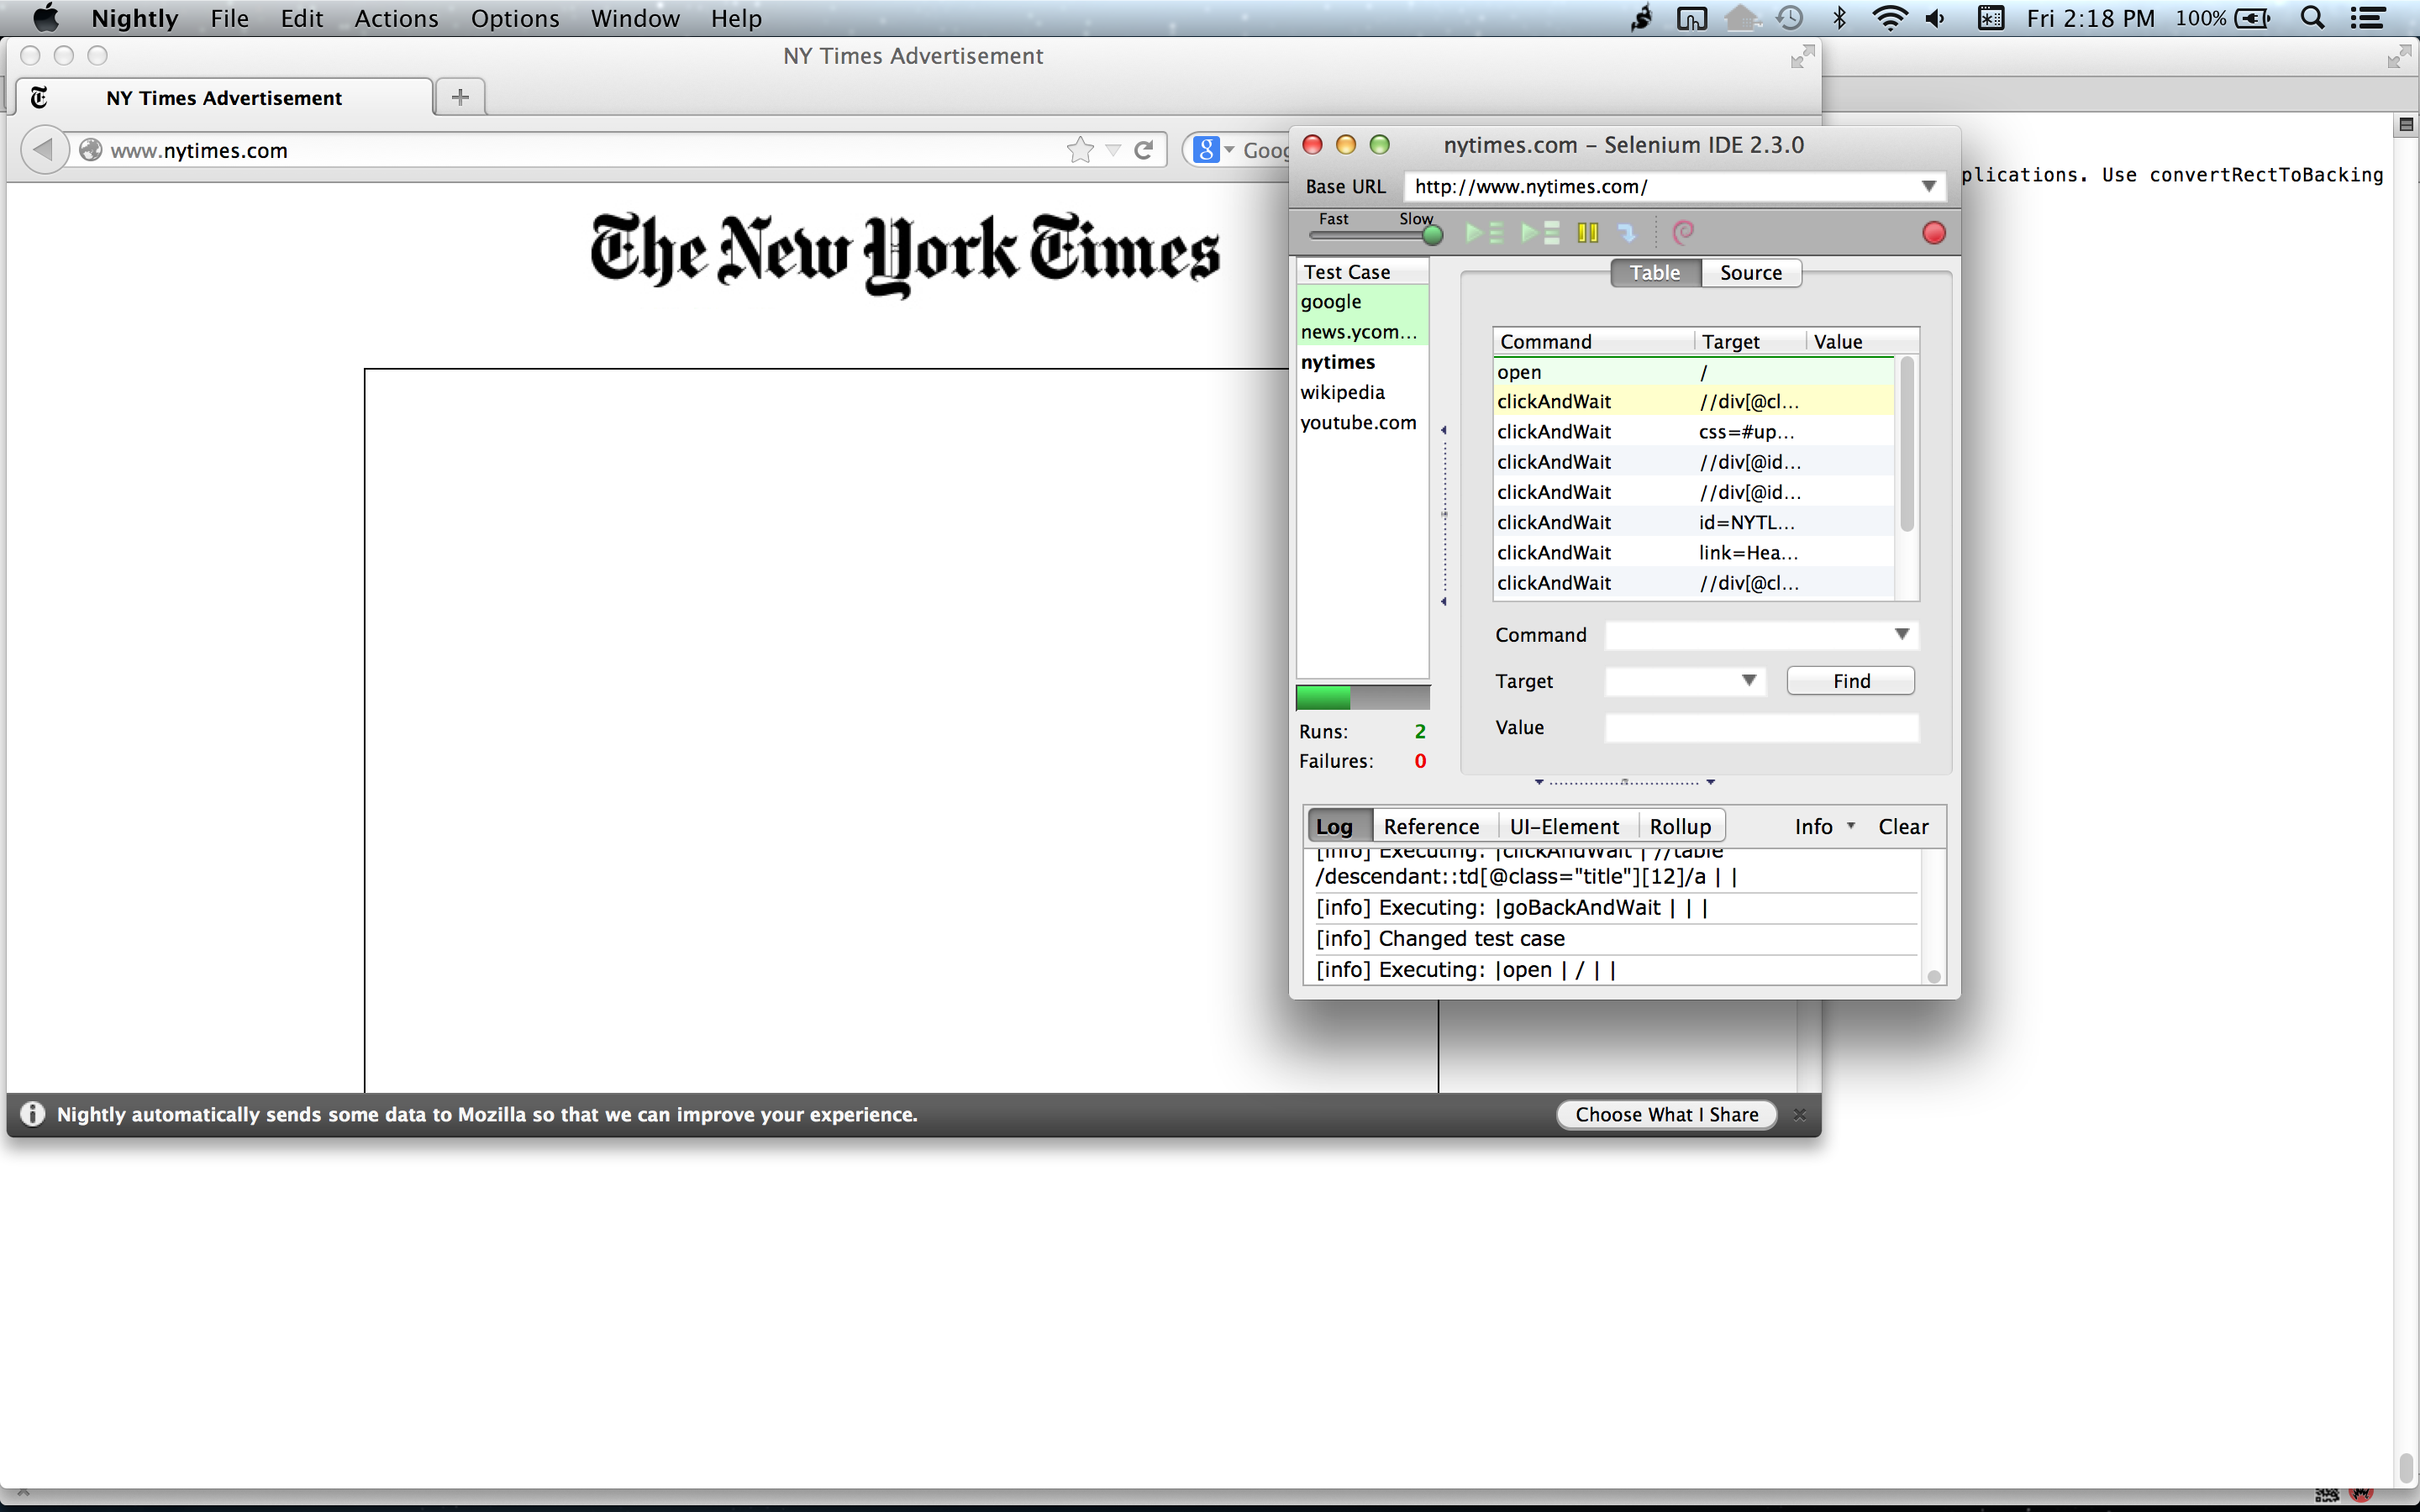 Nightly File Edit Actions Options Window Help Fri 2:18 PM 100%
NY Times Advertisement
NY Times Advertisement
www.nytimes.com
The New York Times
plications. Use convertRectToBacking
nytimes.com – Selenium IDE 2.3.0
Base URL http://www.nytimes.com/
Fast Slow
Test Case
google
news.ycom...
nytimes
wikipedia
youtube.com
Runs: 2
Failures: 0
Table Source
Command Target Value
open /
clickAndWait //div[@cl...
clickAndWait css=#up...
clickAndWait //div[@id...
clickAndWait //div[@id...
clickAndWait id=NYTL...
clickAndWait link=Hea...
clickAndWait //div[@cl...
Command
Target Find
Value
Log Reference UI-Element Rollup Info Clear
[info] Executing: |clickAndWait | //table
/descendant::td[@class="title"][12]/a | |
[info] Executing: |goBackAndWait | | |
[info] Changed test case
[info] Executing: |open | / | |
Nightly automatically sends some data to Mozilla so that we can improve your experience. Choose What I Share